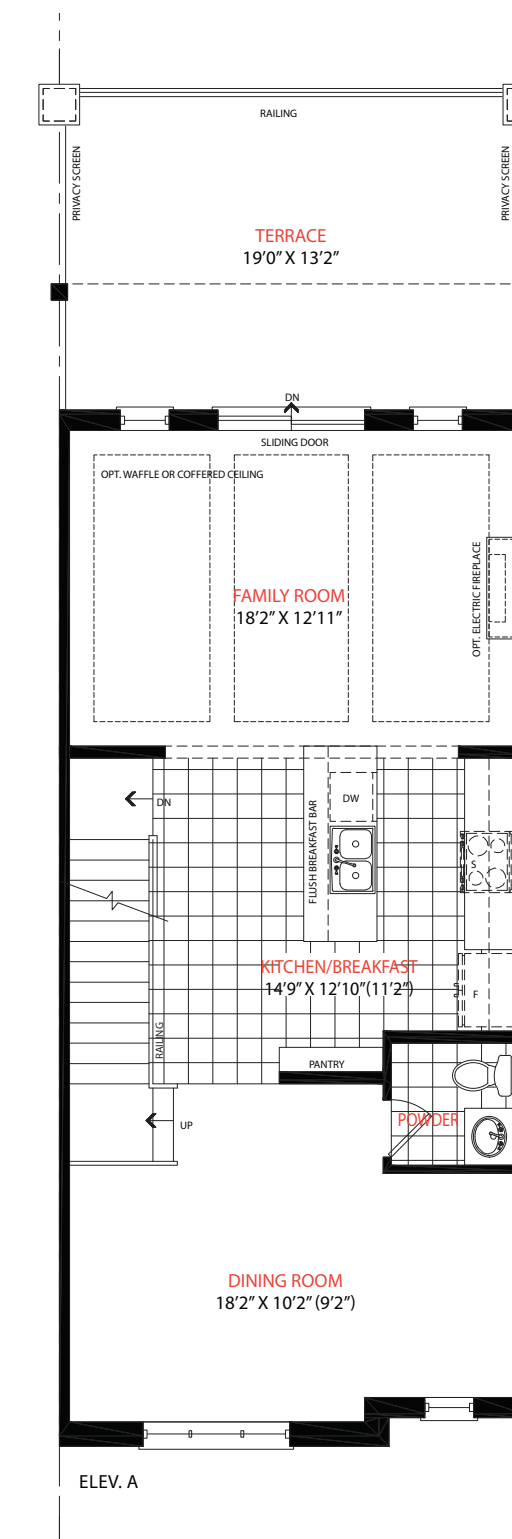 RAILING
PRIVACY SCREEN
PRIVACY SCREEN
TERRACE
19'0" X 13'2"
DN
SLIDING DOOR
OPT. WAFFLE OR COFFERED CEILING
OPT. ELECTRIC FIREPLACE
FAMILY ROOM
18'2" X 12'11"
DN
DW
FLUSH BREAKFAST BAR
S
KITCHEN/BREAKFAST
14'9" X 12'10"(11'2")
F
RAILING
PANTRY
UP
POWDER
DINING ROOM
18'2" X 10'2" (9'2")
ELEV. A